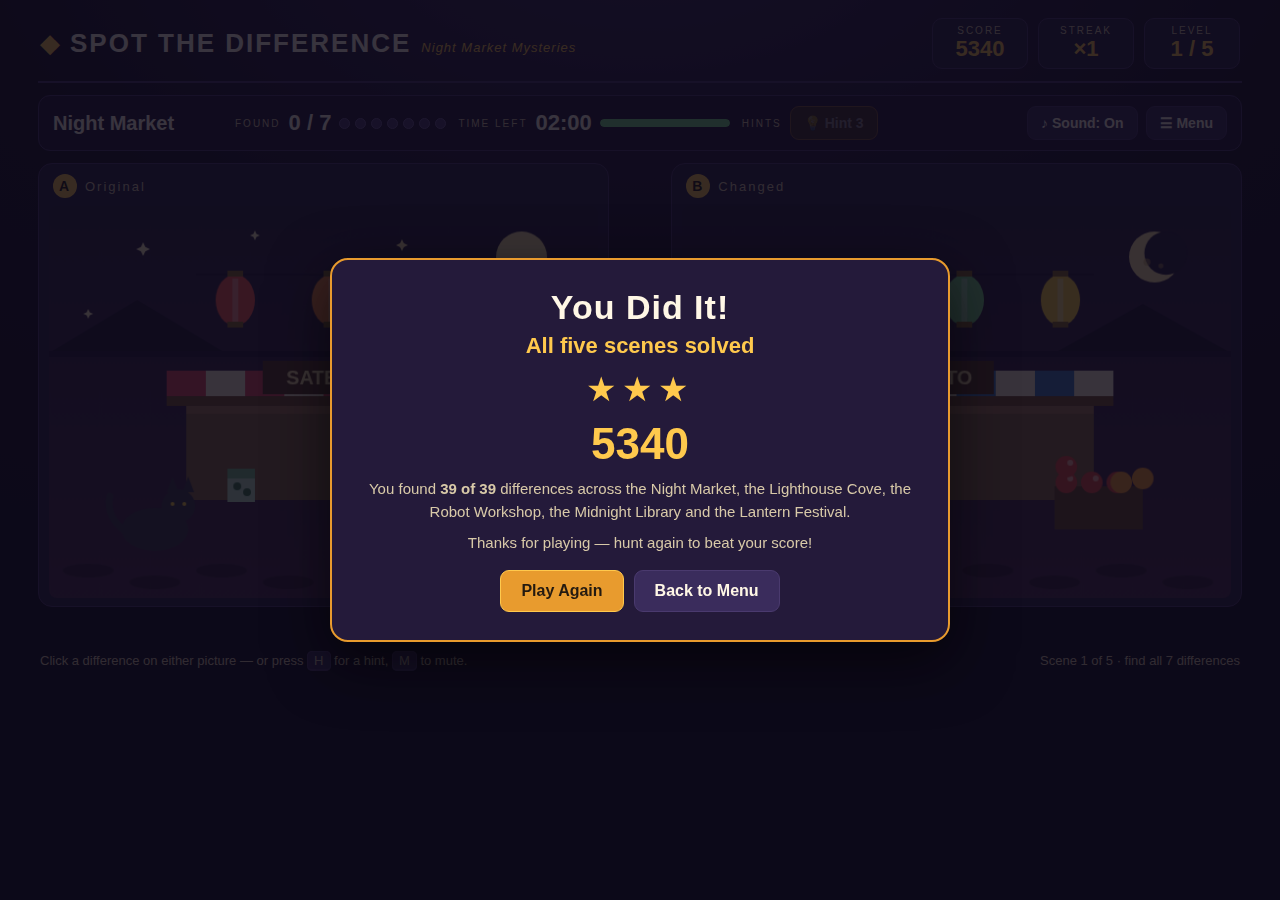 ◆ SPOT THE DIFFERENCE Night Market Mysteries
SCORE
5340
STREAK
×1
LEVEL
1 / 5
Night Market
FOUND 0 / 7
TIME LEFT 02:00
HINTS
Hint 3
♪ Sound: On
☰ Menu
A Original
B Changed
You Did It!
All five scenes solved
★ ★ ★
5340
You found 39 of 39 differences across the Night Market, the Lighthouse Cove, the
Robot Workshop, the Midnight Library and the Lantern Festival.
Thanks for playing — hunt again to beat your score!
Play Again
Back to Menu
Click a difference on either picture — or press H for a hint, M to mute.
Scene 1 of 5 · find all 7 differences